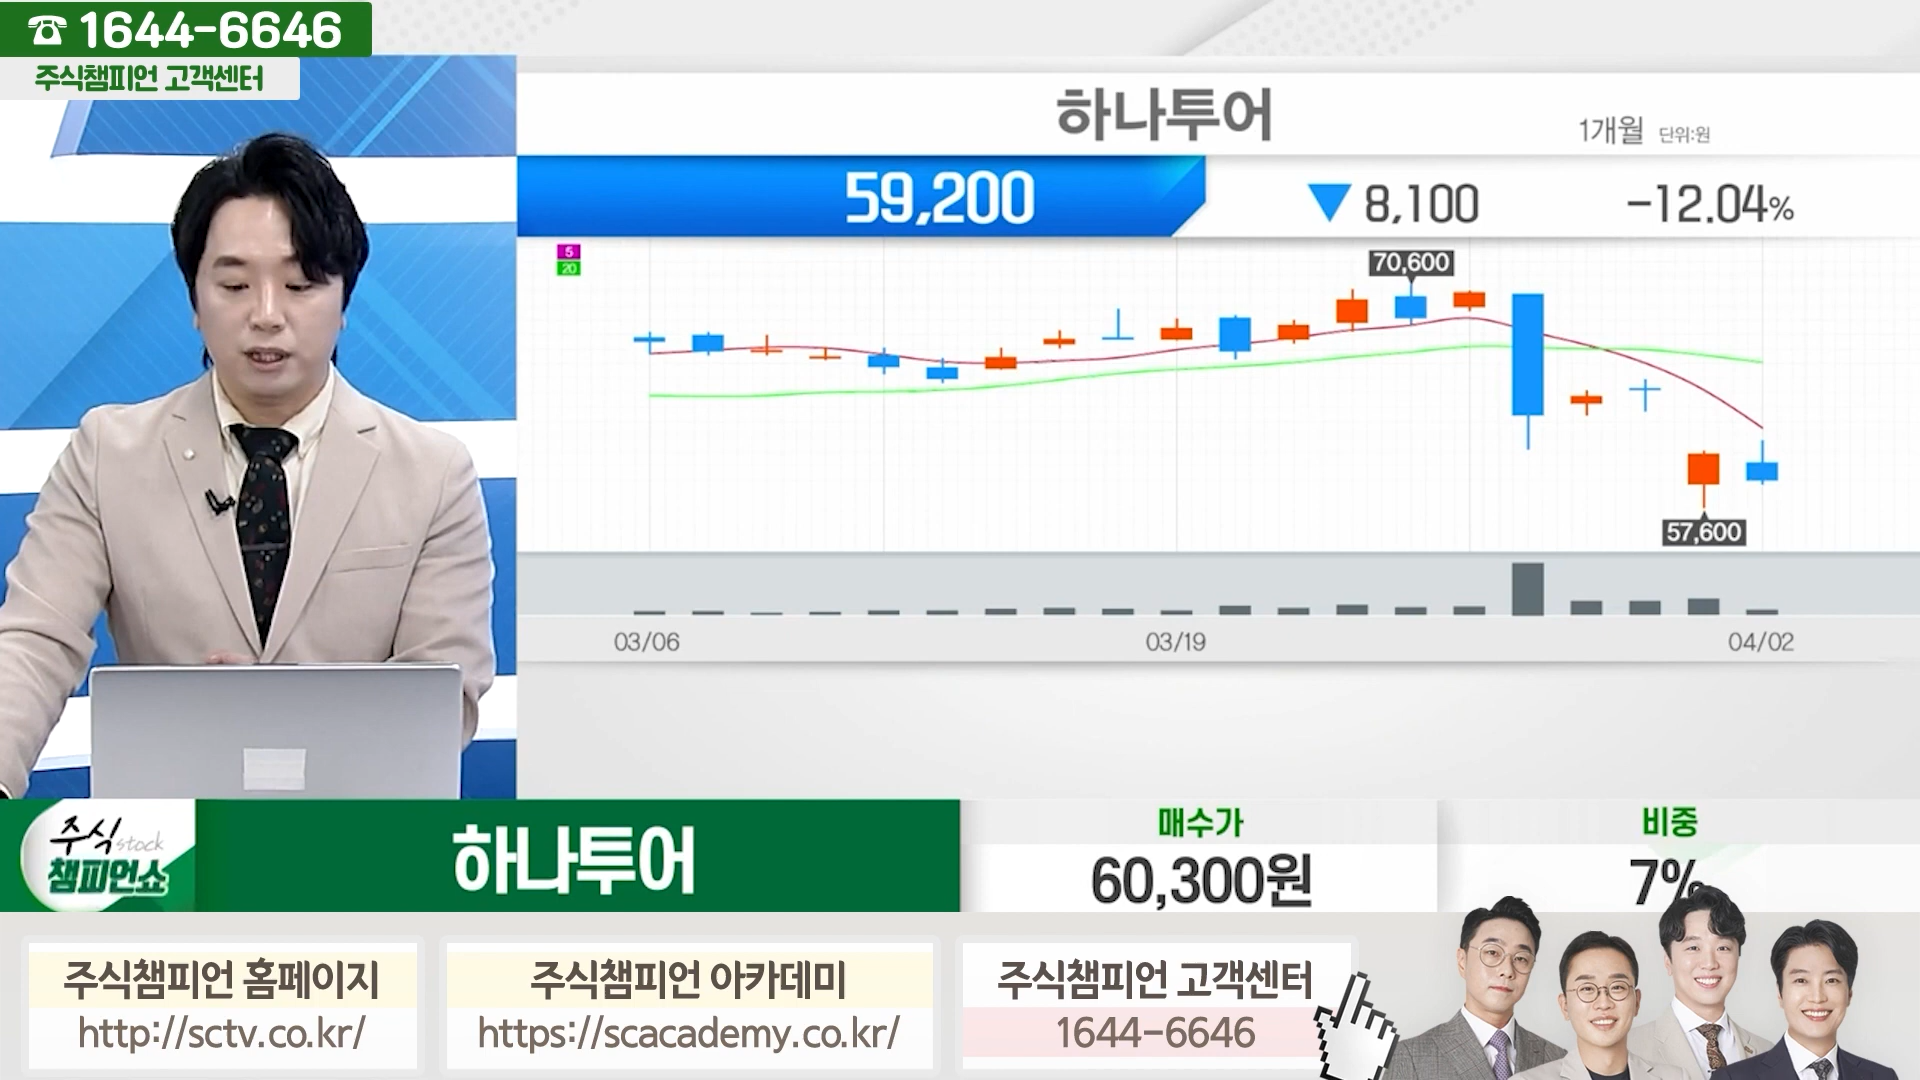 ☎ 1644-6646
주식챔피언 고객센터
하나투어
1개월 단위:원
59,200 ▼ 8,100 -12.04%
5
20
70,600
57,600
03/06 03/19 04/02
주식 stock
챔피언쇼
하나투어
매수가
60,300원
비중
7%
주식챔피언 홈페이지
http://sctv.co.kr/
주식챔피언 아카데미
https://scacademy.co.kr/
주식챔피언 고객센터
1644-6646